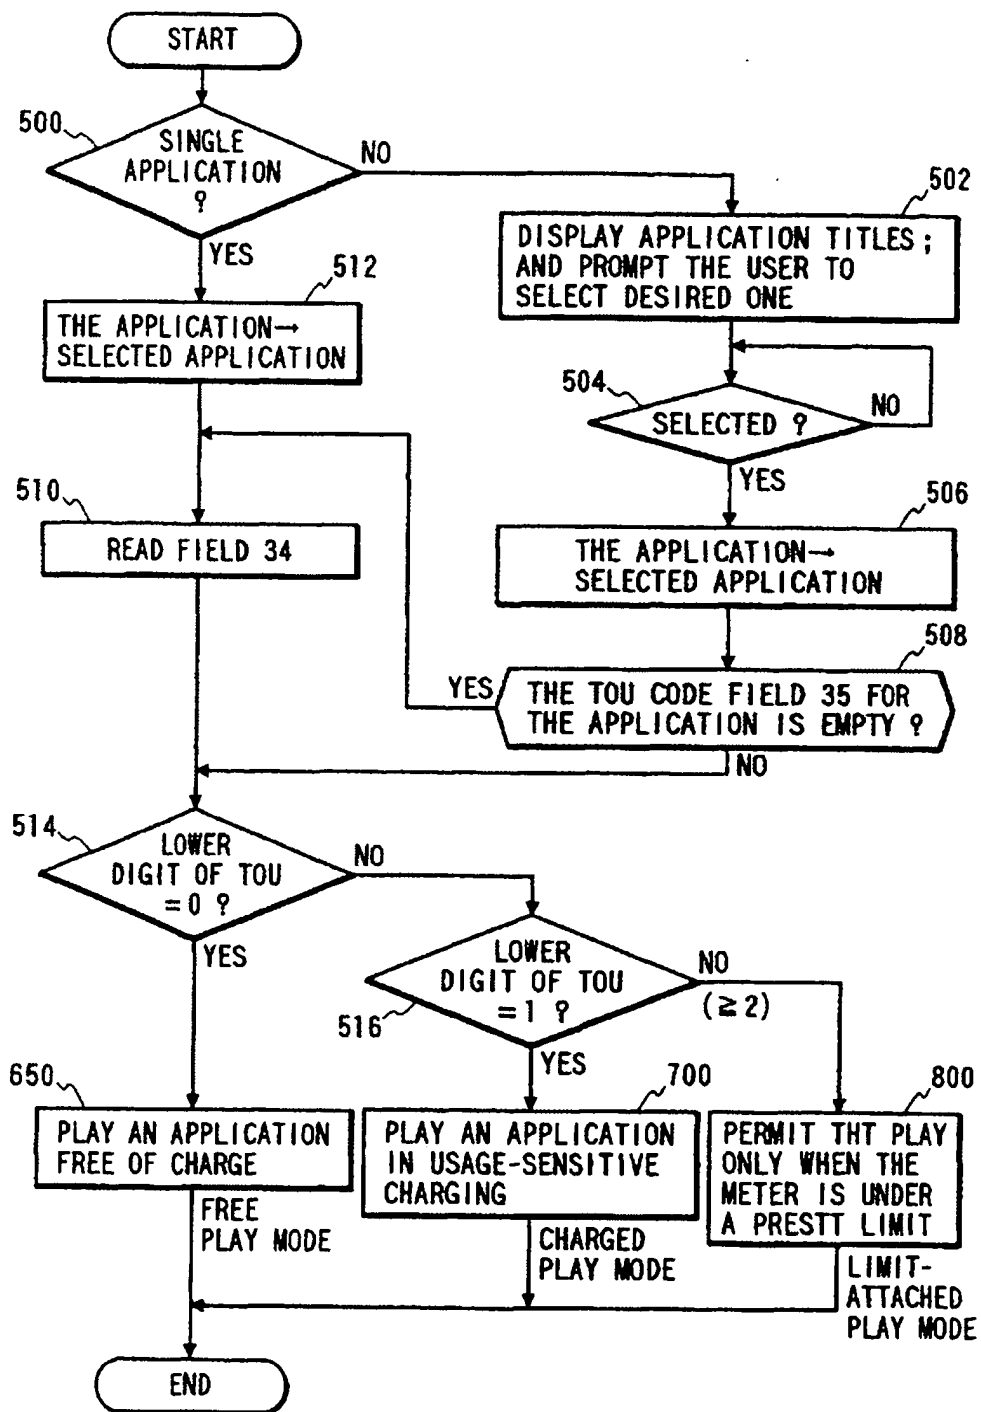 START
500
SINGLE
APPLICATION
?
NO
YES
502
DISPLAY APPLICATION TITLES;
AND PROMPT THE USER TO
SELECT DESIRED ONE
512
THE APPLICATION→
SELECTED APPLICATION
504
SELECTED ?
NO
YES
506
THE APPLICATION→
SELECTED APPLICATION
510
READ FIELD 34
508
THE TOU CODE FIELD 35 FOR
THE APPLICATION IS EMPTY ?
YES
NO
514
LOWER
DIGIT OF TOU
=0 ?
NO
YES
516
LOWER
DIGIT OF TOU
=1 ?
NO
(≧2)
YES
650
PLAY AN APPLICATION
FREE OF CHARGE
FREE
PLAY MODE
700
PLAY AN APPLICATION
IN USAGE-SENSITIVE
CHARGING
CHARGED
PLAY MODE
800
PERMIT THT PLAY
ONLY WHEN THE
METER IS UNDER
A PRESTT LIMIT
LIMIT-
ATTACHED
PLAY MODE
END